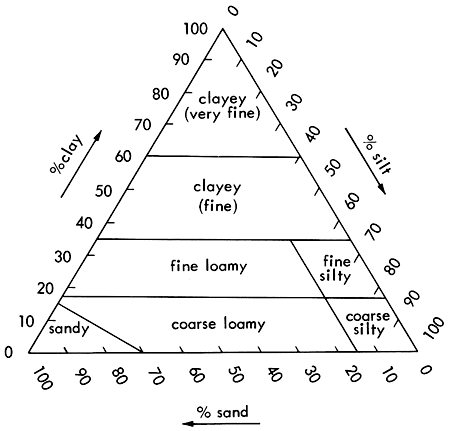 0
100
10
90
20
80
clayey
(very fine)
30
70
40
% clay
% silt
60
50
50
clayey
(fine)
60
40
70
30
fine loamy
fine
silty
80
20
90
10
sandy
coarse loamy
coarse
silty
100
0
100
90
80
70
60
50
40
30
20
10
0
% sand